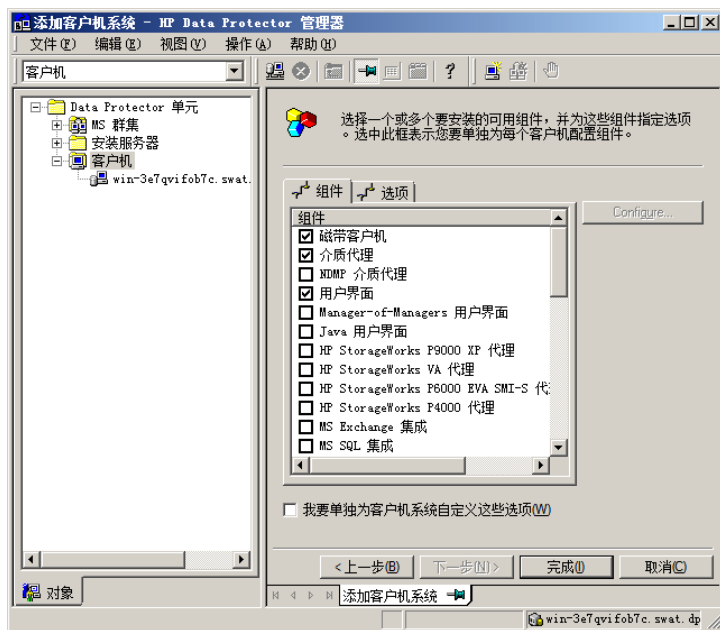 添加客户机系统 - HP Data Protector 管理器
文件(F) 编辑(E) 视图(V) 操作(A) 帮助(H)
客户机
Data Protector 单元
MS 群集
安装服务器
客户机
win-3e7qvifob7c.swat.
对象
选择一个或多个要安装的可用组件，并为这些组件指定选项
。选中此框表示您要单独为每个客户机配置组件。
组件 选项
Configure...
组件
磁带客户机
介质代理
NDMP 介质代理
用户界面
Manager-of-Managers 用户界面
Java 用户界面
HP StorageWorks P9000 XP 代理
HP StorageWorks VA 代理
HP StorageWorks P6000 EVA SMI-S 代
HP StorageWorks P4000 代理
MS Exchange 集成
MS SQL 集成
我要单独为客户机系统自定义这些选项(W)
<上一步(B) 下一步(N)> 完成(I) 取消(C)
添加客户机系统
win-3e7qvifob7c.swat.dp